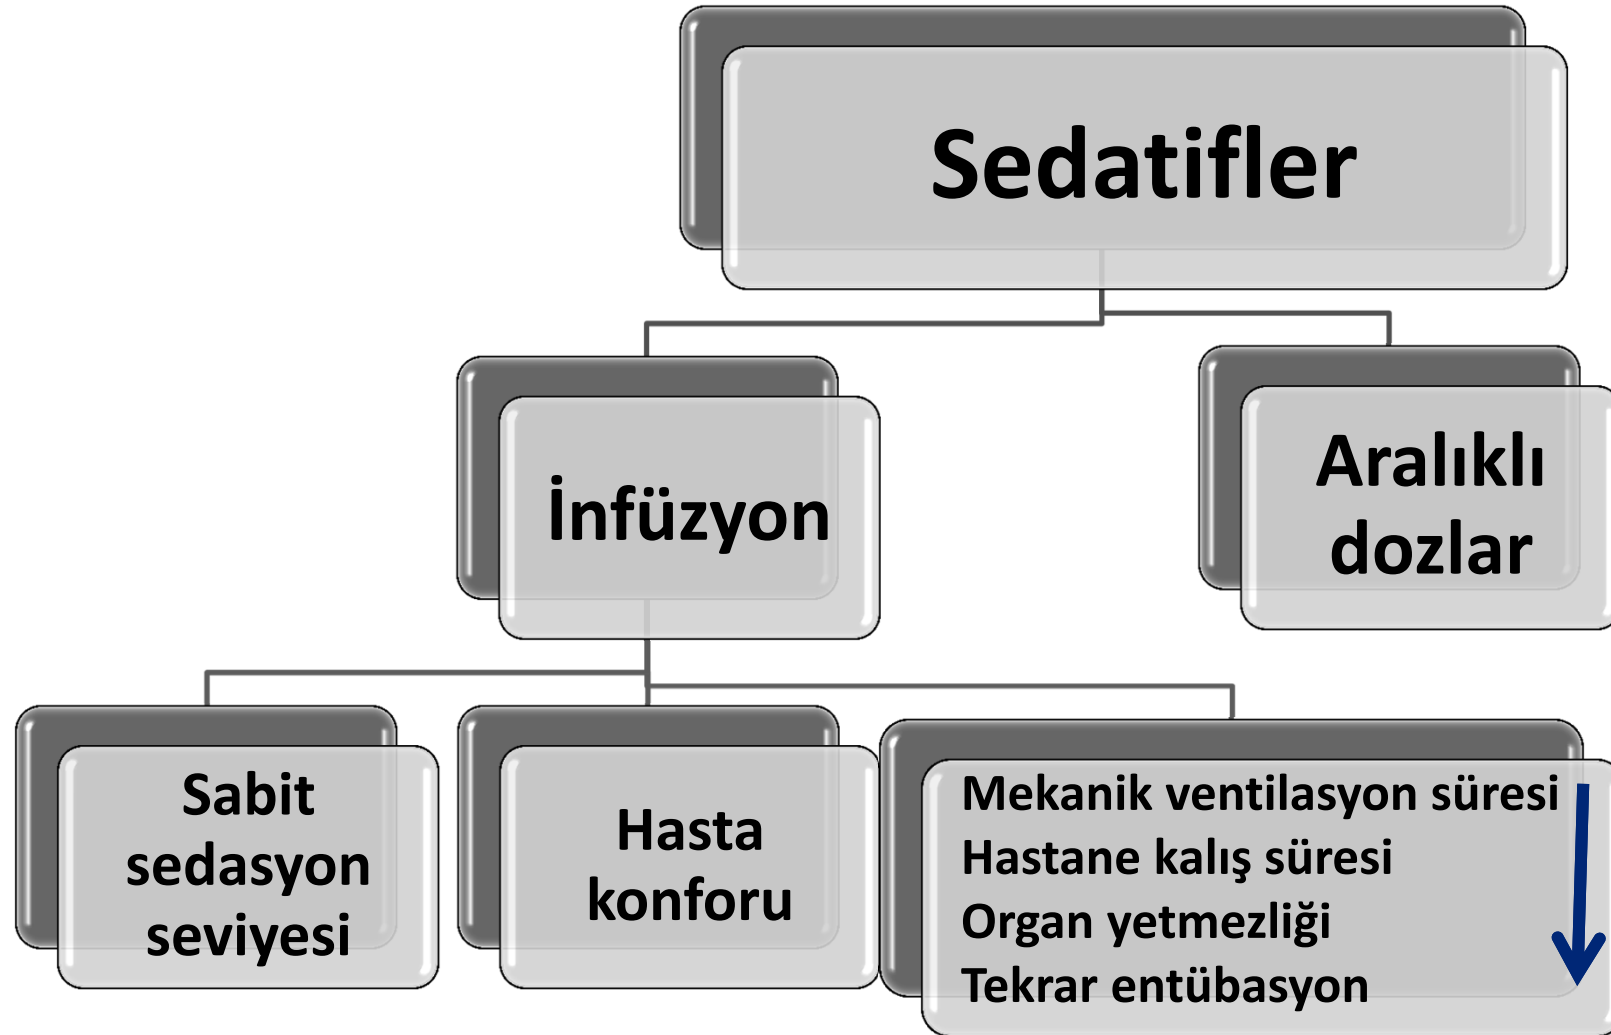 Sedatifler
İnfüzyon
Aralıklı
dozlar
Sabit
sedasyon
seviyesi
Hasta
konforu
Mekanik ventilasyon süresi
Hastane kalış süresi
Organ yetmezliği
Tekrar entübasyon